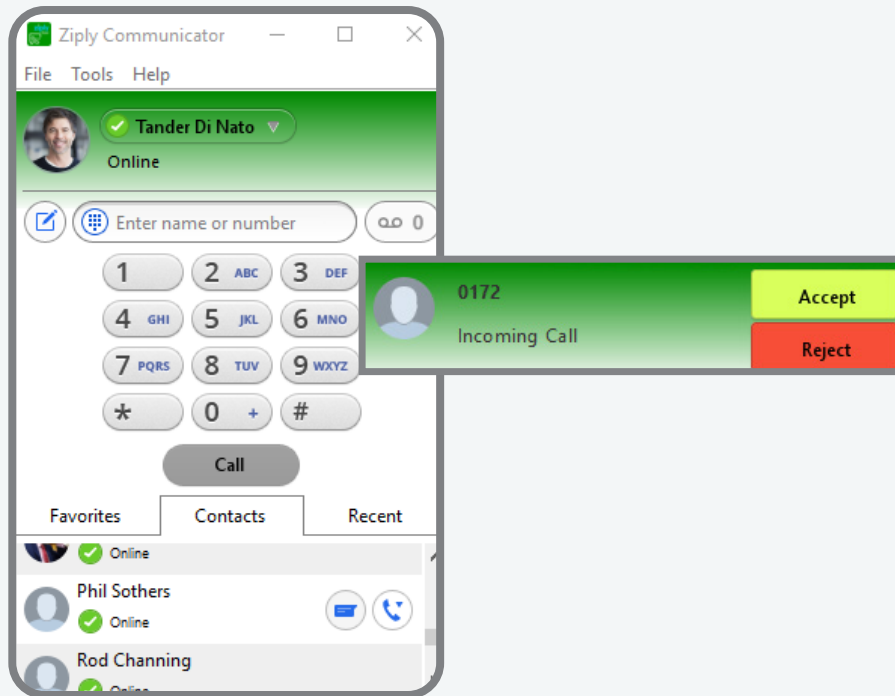 Ziply Communicator
File Tools Help
Tander Di Nato
Online
Enter name or number
0
1 2 ABC 3 DEF
4 GHI 5 JKL 6 MNO
7 PQRS 8 TUV 9 WXYZ
* 0 + #
Call
0172
Incoming Call
Accept
Reject
Favorites Contacts Recent
Online
Phil Sothers
Online
Rod Channing
Online